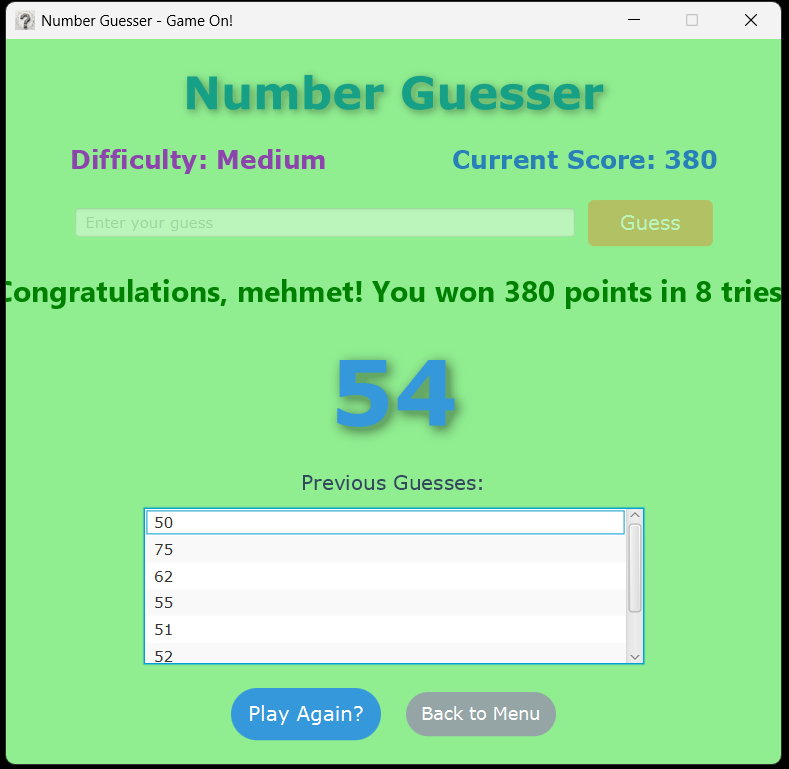 Number Guesser - Game On!
Number Guesser
Difficulty: Medium Current Score: 380
Enter your guess Guess
Congratulations, mehmet! You won 380 points in 8 tries
54
Previous Guesses:
50
75
62
55
51
52
Play Again? Back to Menu